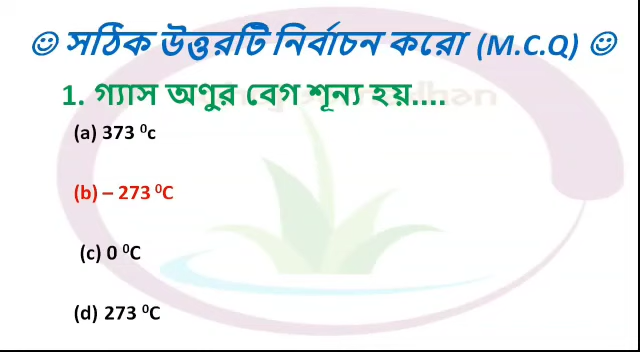 ☺ সঠিক উত্তরটি নির্বাচন করো (M.C.Q) ☺
1. গ্যাস অণুর বেগ শূন্য হয়....
(a) 373 ⁰c
(b) – 273 ⁰C
(c) 0 ⁰C
(d) 273 ⁰C